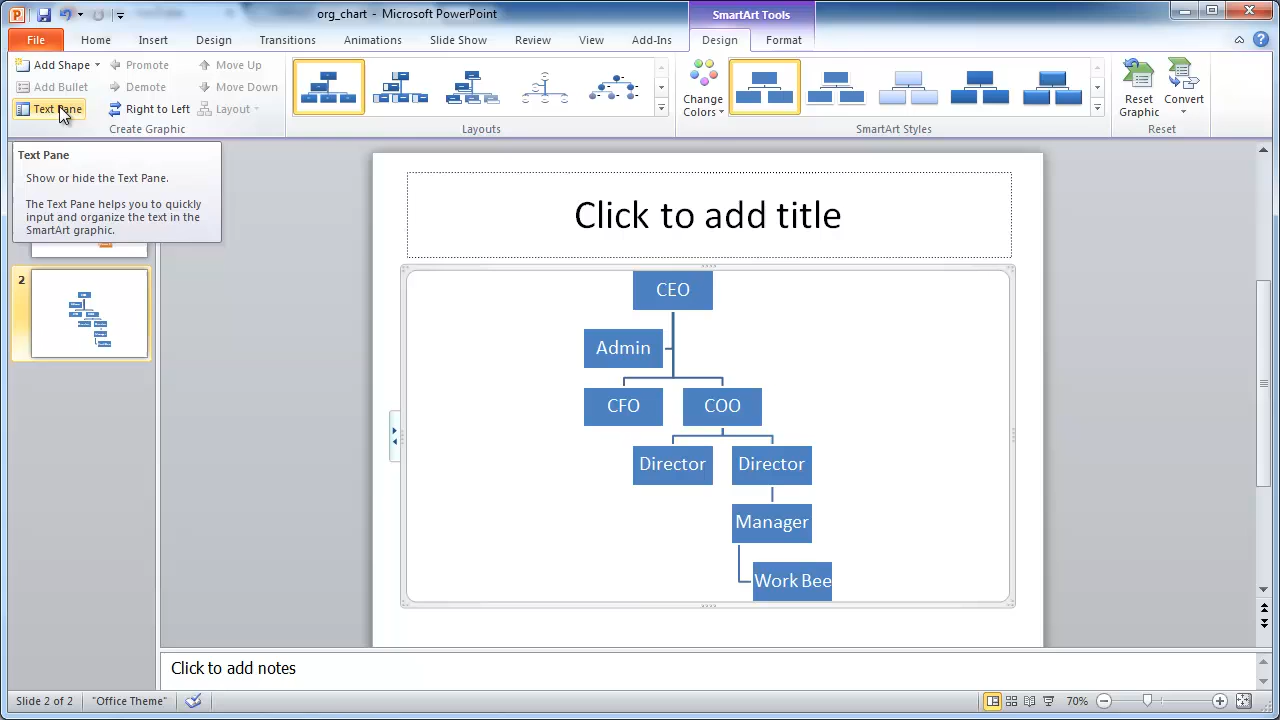 org_chart - Microsoft PowerPoint
SmartArt Tools
File Home Insert Design Transitions Animations Slide Show Review View Add-Ins Design Format
Add Shape Promote Move Up
Add Bullet Demote Move Down
Text Pane Right to Left Layout
Create Graphic
Layouts
Change
Colors
SmartArt Styles
Reset
Graphic
Convert
Reset
Text Pane
Show or hide the Text Pane.
The Text Pane helps you to quickly
input and organize the text in the
SmartArt graphic.
2
Click to add title
CEO
Admin
CFO COO
Director Director
Manager
Work Bee
Click to add notes
Slide 2 of 2 "Office Theme" 70%